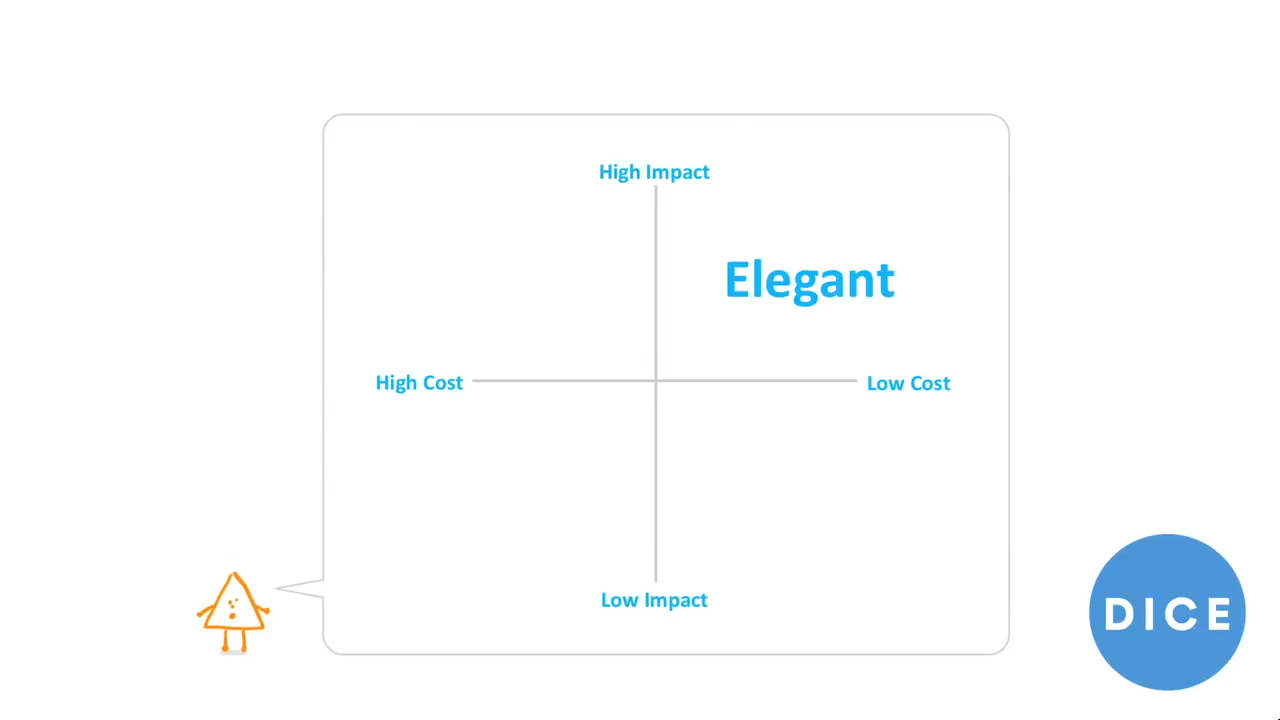 High Impact
Elegant
High Cost
Low Cost
Low Impact
DICE